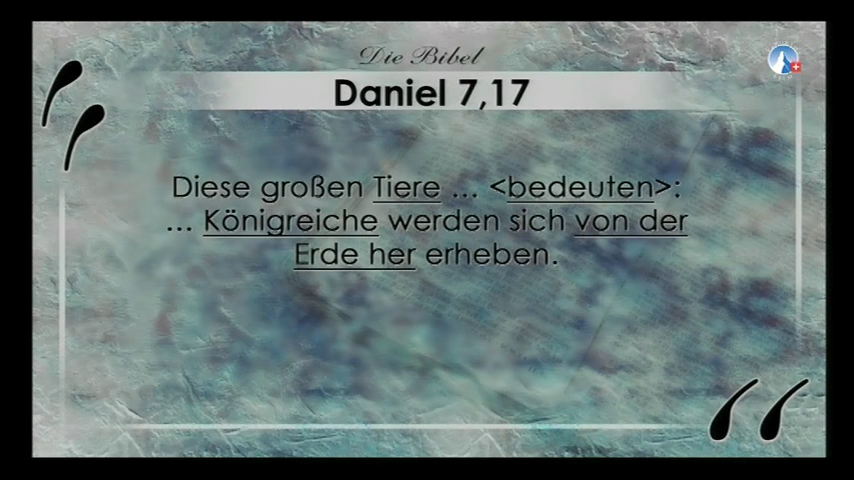 Die Bibel
Daniel 7,17
Diese großen Tiere ... <bedeuten>:
... Königreiche werden sich von der
Erde her erheben.